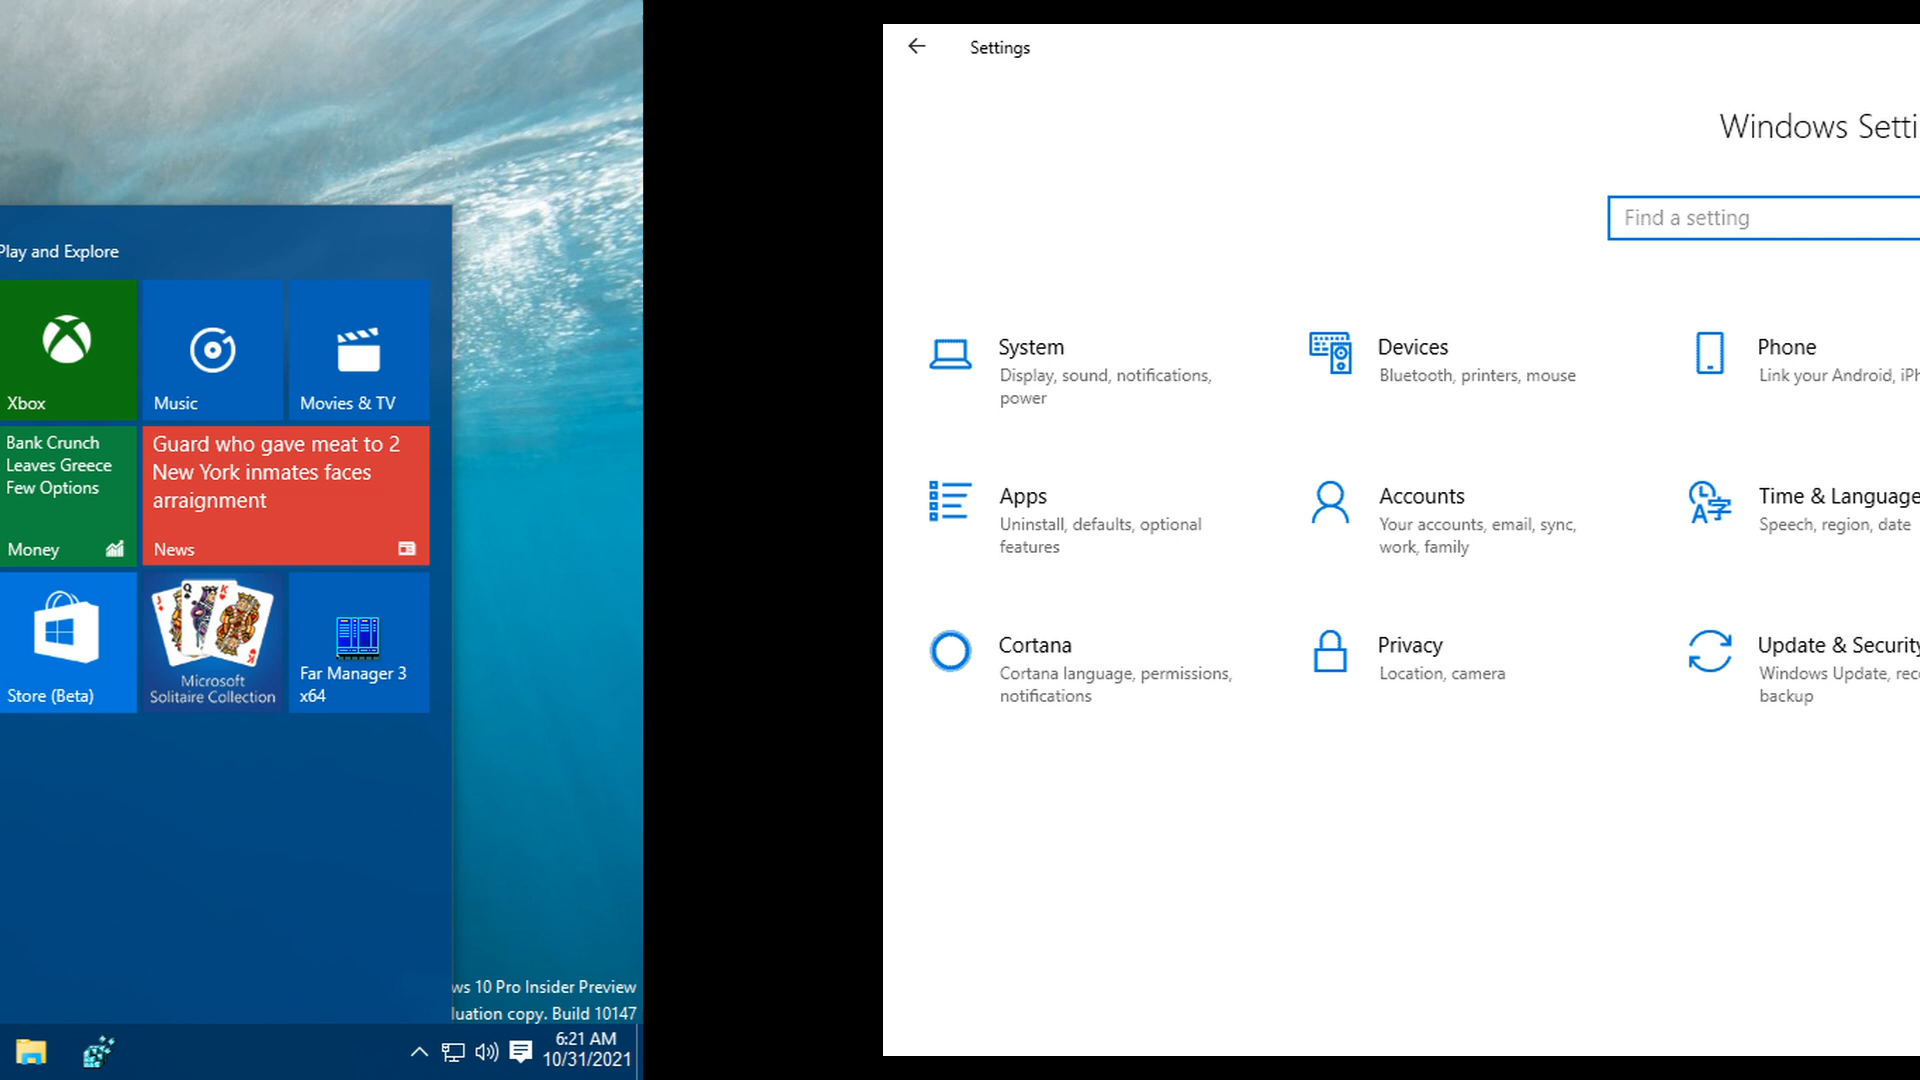 Play and Explore
Xbox
Music
Movies & TV
Bank Crunch
Leaves Greece
Few Options
Money
Guard who gave meat to 2
New York inmates faces
arraignment
News
Store (Beta)
Microsoft
Solitaire Collection
Far Manager 3
x64
ws 10 Pro Insider Preview
luation copy. Build 10147
6:21 AM
10/31/2021
Settings
Windows Setti
Find a setting
System
Display, sound, notifications,
power
Devices
Bluetooth, printers, mouse
Phone
Link your Android, iPh
Apps
Uninstall, defaults, optional
features
Accounts
Your accounts, email, sync,
work, family
Time & Language
Speech, region, date
Cortana
Cortana language, permissions,
notifications
Privacy
Location, camera
Update & Security
Windows Update, rec
backup